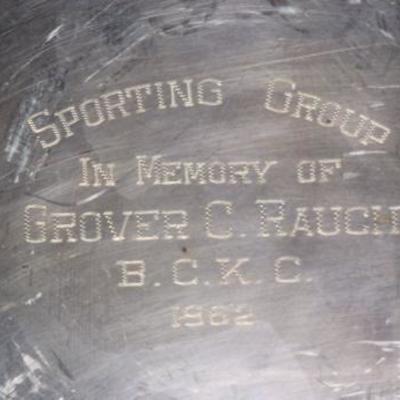 SPORTING GROUP
IN MEMORY OF
GROVER C. RAUCH
B.C.K.C.
1962